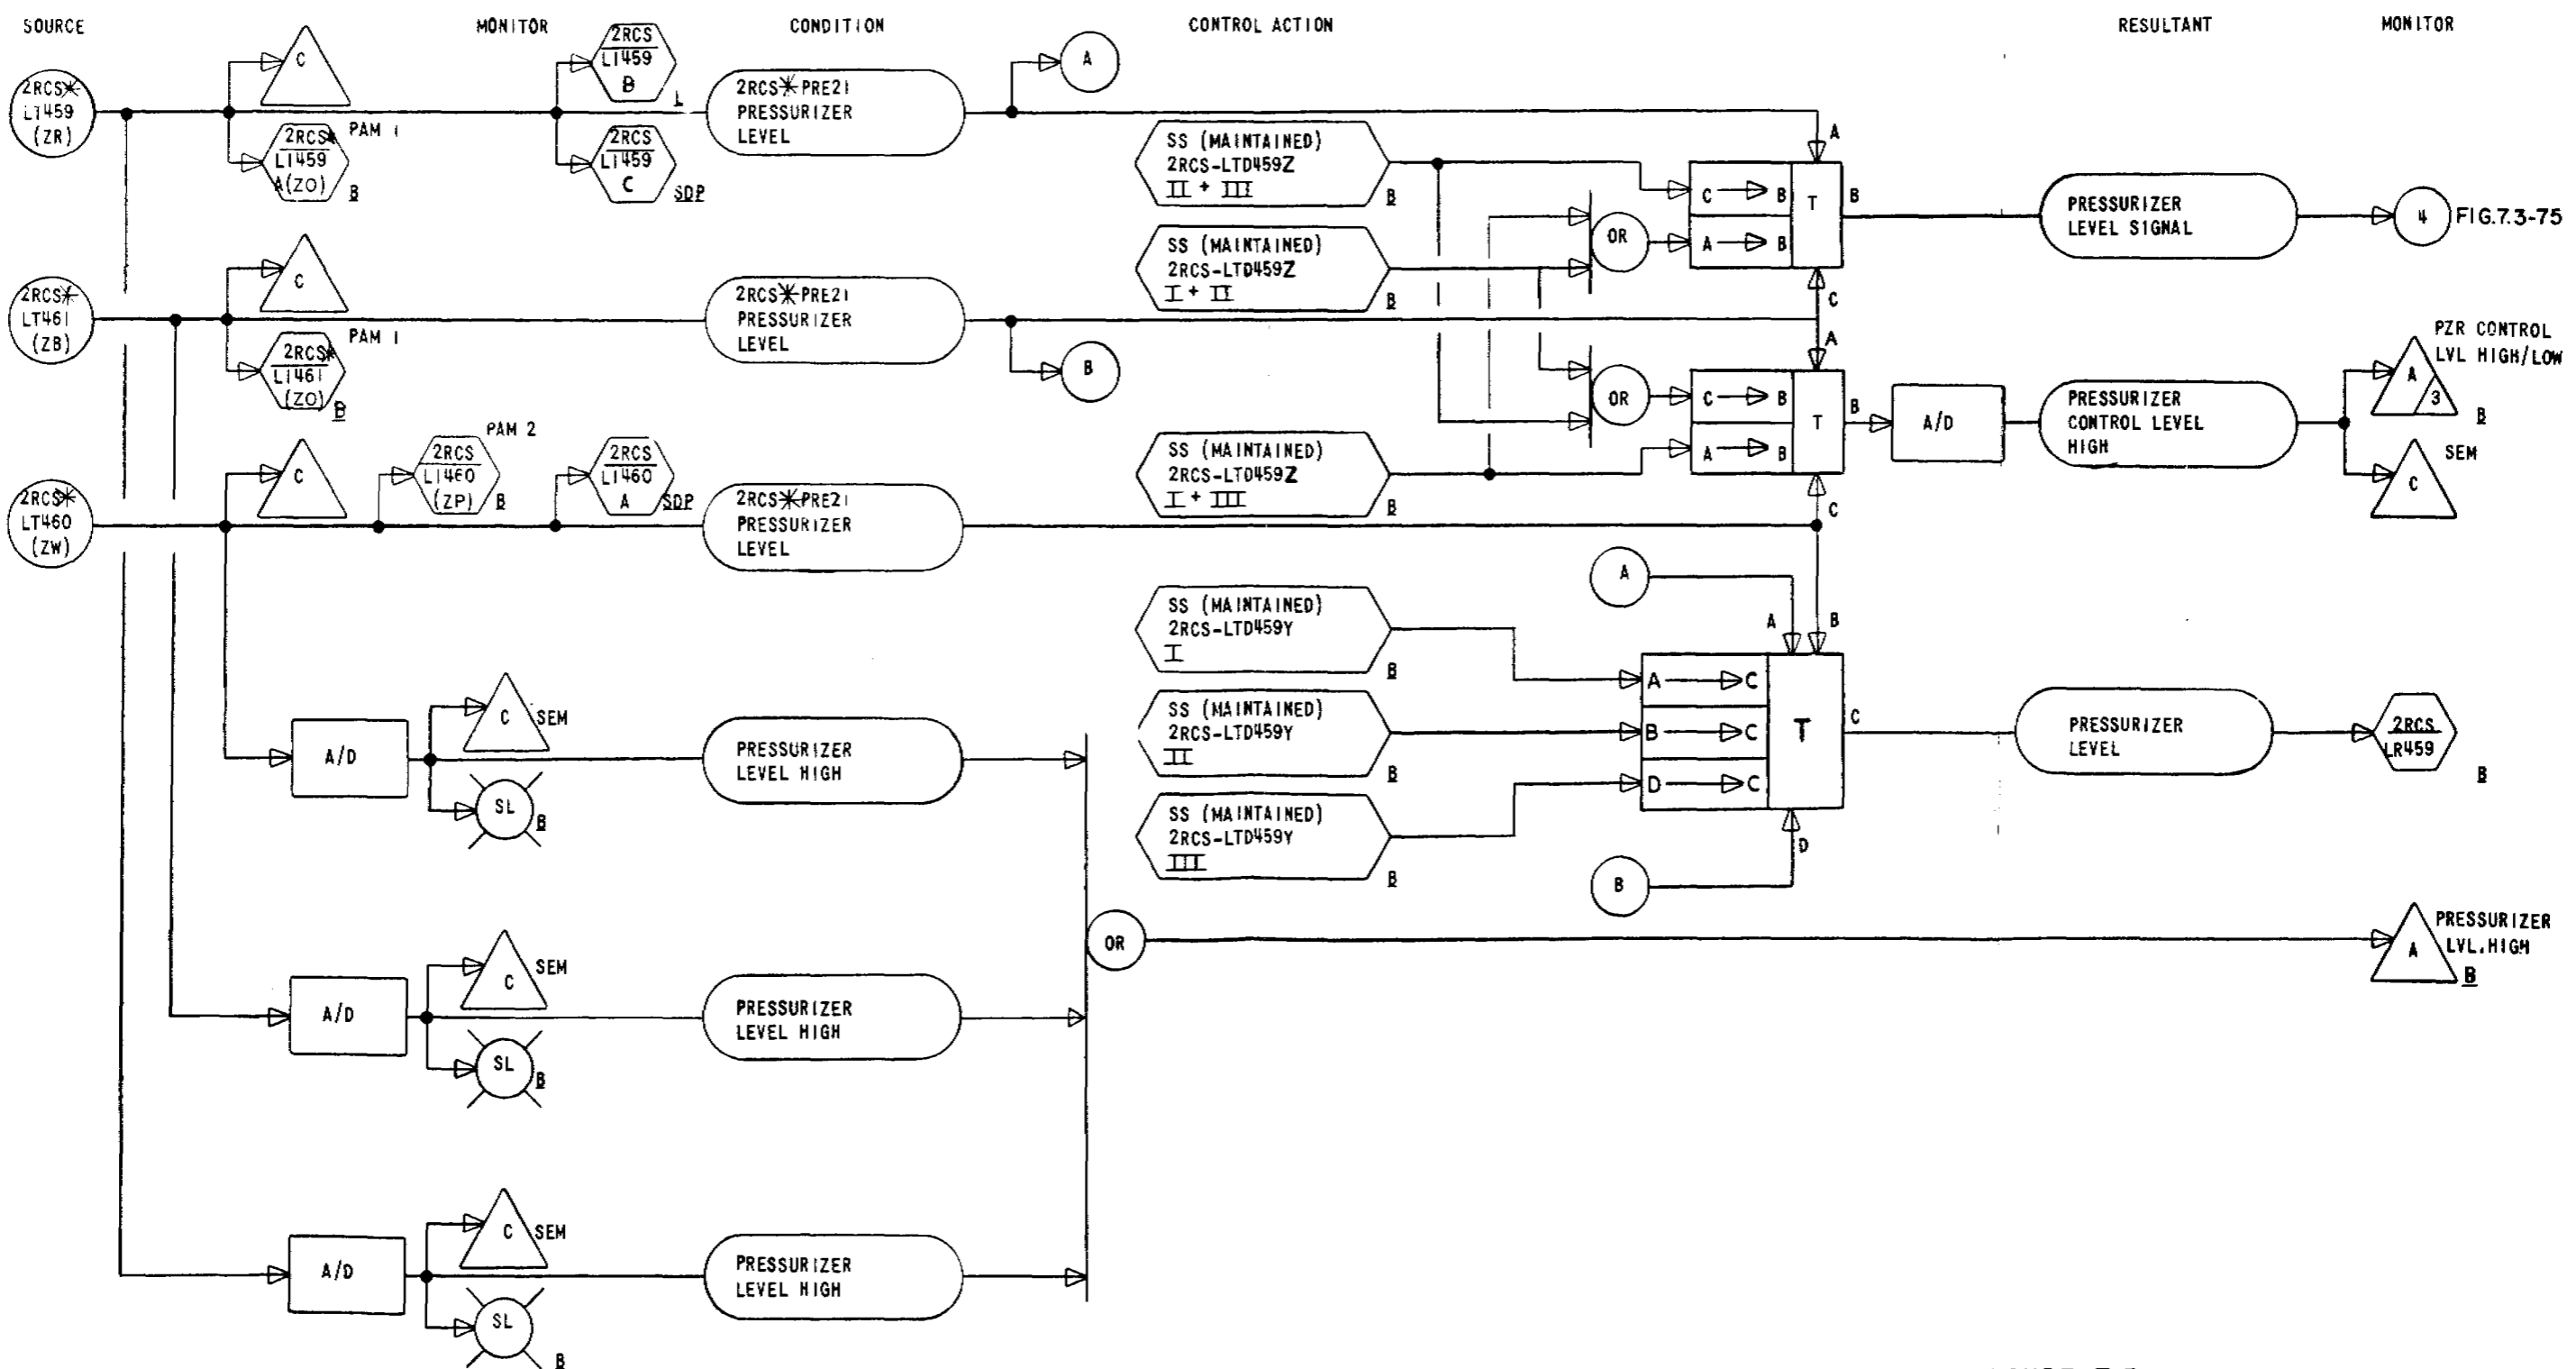 SOURCE MONITOR CONDITION CONTROL ACTION RESULTANT MONITOR
2RCS*
LT459
(ZR)
C
2RCS*
LI459
A(ZO)
PAM 1
B
2RCS
LI459
B
L
2RCS
LI459
C
SDP
2RCS*PRE21
PRESSURIZER
LEVEL
A
SS (MAINTAINED)
2RCS-LTD459Z
II + III
B
A
C B
A B
T
B
OR
C
PRESSURIZER
LEVEL SIGNAL
4
FIG.7.3-75
2RCS*
LT461
(ZB)
C
PAM 1
2RCS*
LI461
(ZO)
B
2RCS*PRE21
PRESSURIZER
LEVEL
B
SS (MAINTAINED)
2RCS-LTD459Z
I + II
B
A
OR
C B
A B
T
B
C
A/D
PRESSURIZER
CONTROL LEVEL
HIGH
PZR CONTROL
LVL HIGH/LOW
A
3
B
C
SEM
2RCS*
LT460
(ZW)
C
PAM 2
2RCS
LI460
(ZP)
B
2RCS
LI460
A
SDP
2RCS*PRE21
PRESSURIZER
LEVEL
SS (MAINTAINED)
2RCS-LTD459Z
I + III
B
A
A
B
SS (MAINTAINED)
2RCS-LTD459Y
I
B
SS (MAINTAINED)
2RCS-LTD459Y
II
B
SS (MAINTAINED)
2RCS-LTD459Y
III
B
A C
B C
D C
T
C
D
B
PRESSURIZER
LEVEL
2RCS
LR459
B
A/D
C
SEM
SL
B
PRESSURIZER
LEVEL HIGH
OR
PRESSURIZER
LVL.HIGH
A
B
A/D
C
SEM
SL
B
PRESSURIZER
LEVEL HIGH
A/D
C
SEM
SL
B
PRESSURIZER
LEVEL HIGH